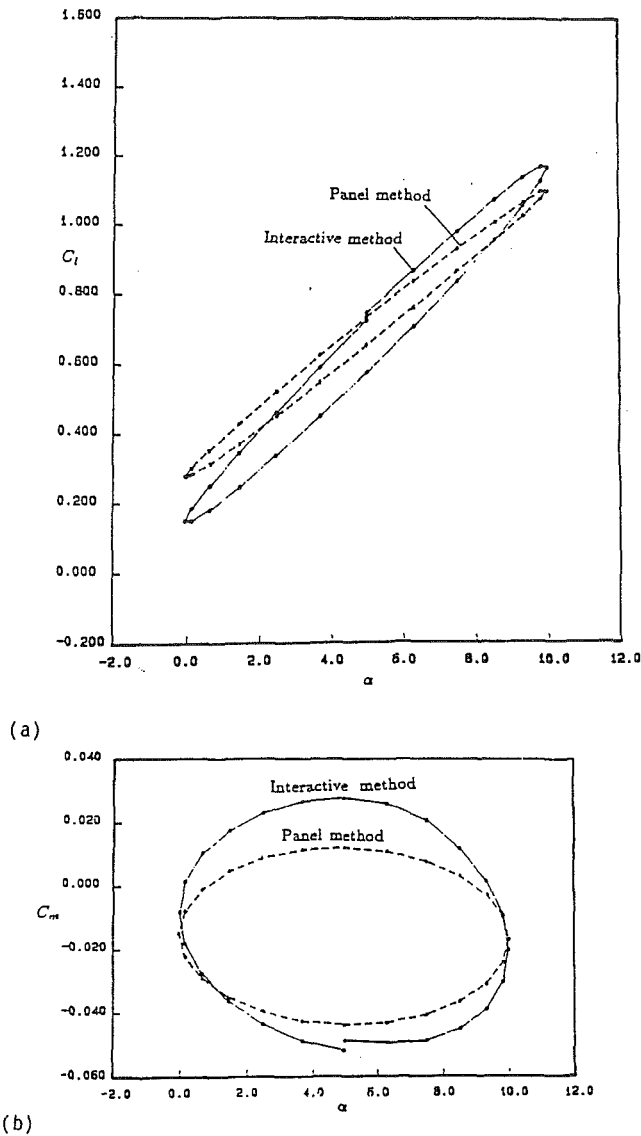 1.600
1.400
1.200
1.000
0.800
0.600
0.400
0.200
0.000
-0.200
C_l
Panel method
Interactive method
-2.0 0.0 2.0 4.0 6.0 8.0 10.0 12.0
α
(a)
0.040
0.020
0.000
-0.020
-0.040
-0.060
C_m
Interactive method
Panel method
-2.0 0.0 2.0 4.0 6.0 8.0 10.0 12.0
α
(b)